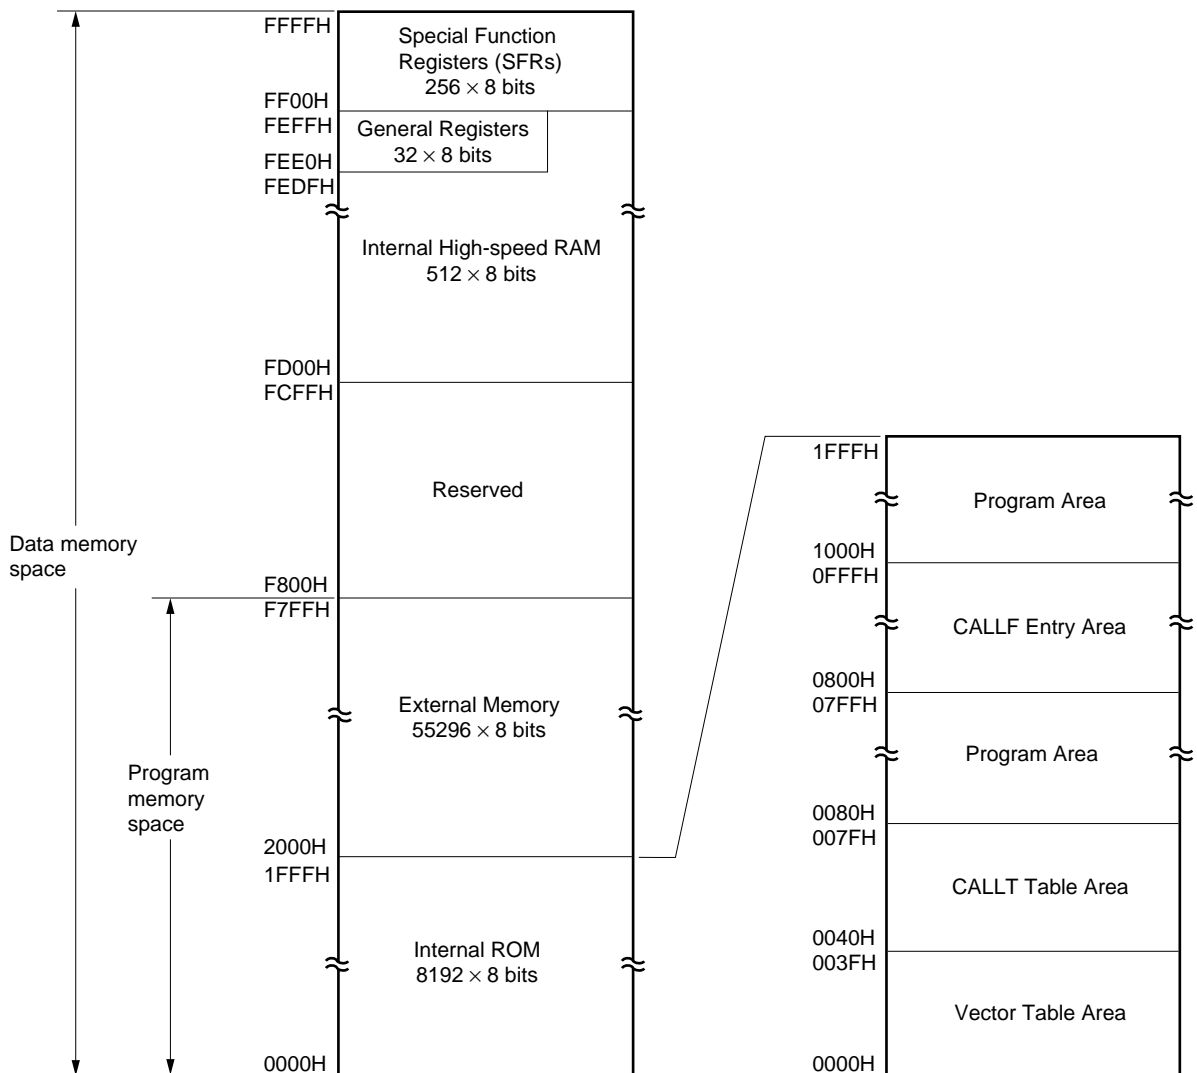 FFFFH
Special Function
Registers (SFRs)
256 × 8 bits
FF00H
FEFFH
General Registers
32 × 8 bits
FEE0H
FEDFH
Internal High-speed RAM
512 × 8 bits
FD00H
FCFFH
Reserved
Data memory
space
F800H
F7FFH
External Memory
55296 × 8 bits
Program
memory
space
2000H
1FFFH
Internal ROM
8192 × 8 bits
0000H
1FFFH
Program Area
1000H
0FFFH
CALLF Entry Area
0800H
07FFH
Program Area
0080H
007FH
CALLT Table Area
0040H
003FH
Vector Table Area
0000H